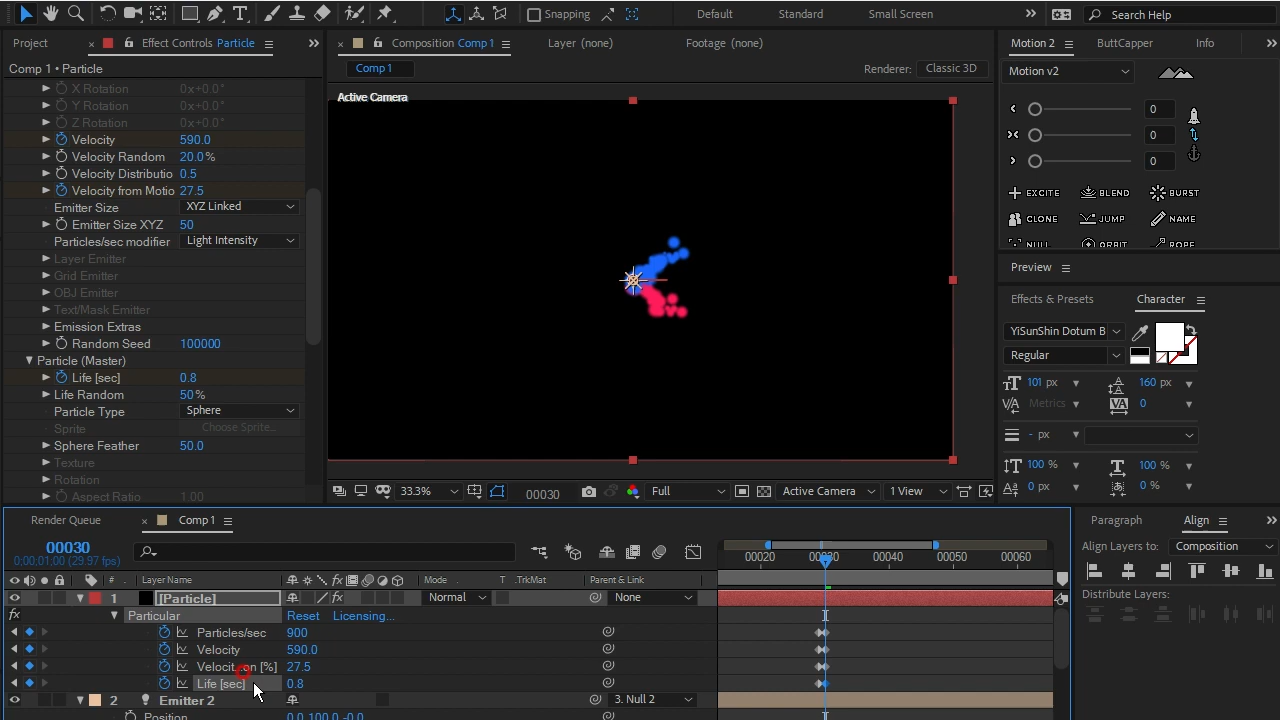 Snapping
Default
Standard
Small Screen
»
Search Help
Project
× Effect Controls Particle
»
× Composition Comp 1
Layer (none)
Footage (none)
Motion 2
ButtCapper
Info
»
Comp 1 • Particle
Comp 1
Renderer: Classic 3D
Motion v2
Active Camera
X Rotation 0x+0.0°
Y Rotation 0x+0.0°
Z Rotation 0x+0.0°
Velocity 590.0
Velocity Random 20.0%
Velocity Distributio 0.5
Velocity from Motio 27.5
Emitter Size XYZ Linked
Emitter Size XYZ 50
Particles/sec modifier Light Intensity
Layer Emitter
Grid Emitter
OBJ Emitter
Text/Mask Emitter
Emission Extras
Random Seed 100000
Particle (Master)
Life [sec] 0.8
Life Random 50%
Particle Type Sphere
Sprite Choose Sprite...
Sphere Feather 50.0
Texture
Rotation
Aspect Ratio 1.00
0
0
0
EXCITE BLEND BURST
CLONE JUMP NAME
NULL ORBIT ROPE
Preview
Effects & Presets
Character
YiSunShin Dotum B
Regular
101 px 160 px
Metrics 0
- px
100 % 100 %
0 px 0 %
33.3% 00030 Full Active Camera 1 View
Render Queue
× Comp 1
Paragraph
Align
»
00030
0;00;01;00 (29.97 fps)
00020 00030 00040 00050 00060
Align Layers to: Composition
Distribute Layers:
# Layer Name Mode T .TrkMat Parent & Link
1 [Particle] Normal None
Particular Reset Licensing...
Particles/sec 900
Velocity 590.0
Velocit...on [%] 27.5
Life [sec] 0.8
2 Emitter 2 3. Null 2
Position 0.0,100.0,-0.0